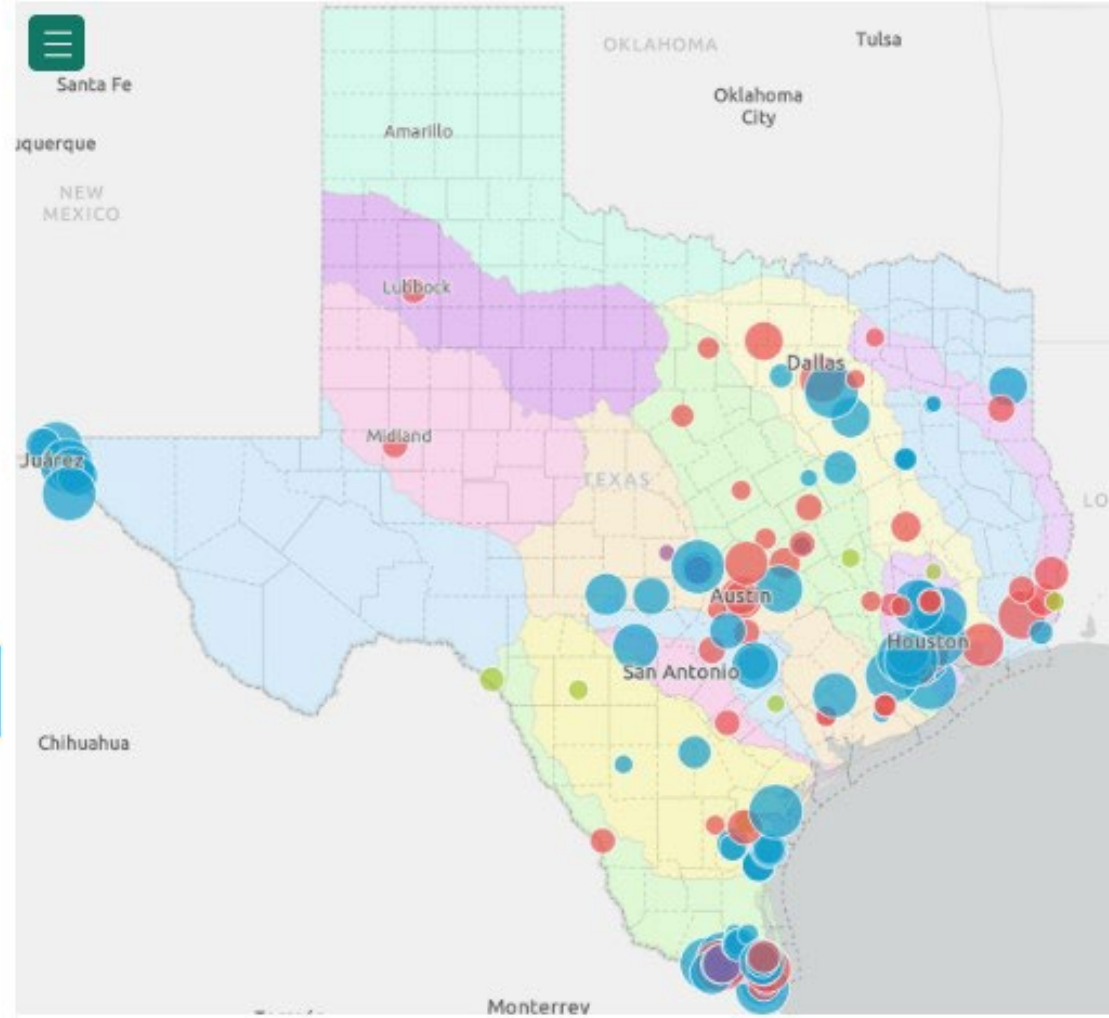 OKLAHOMA
Tulsa
Santa Fe
Oklahoma
City
Amarillo
uquerque
NEW
MEXICO
Lubbock
Dallas
Midland
Juárez
TEXAS
LO
Austin
Houston
San Antonio
Chihuahua
Monterrey